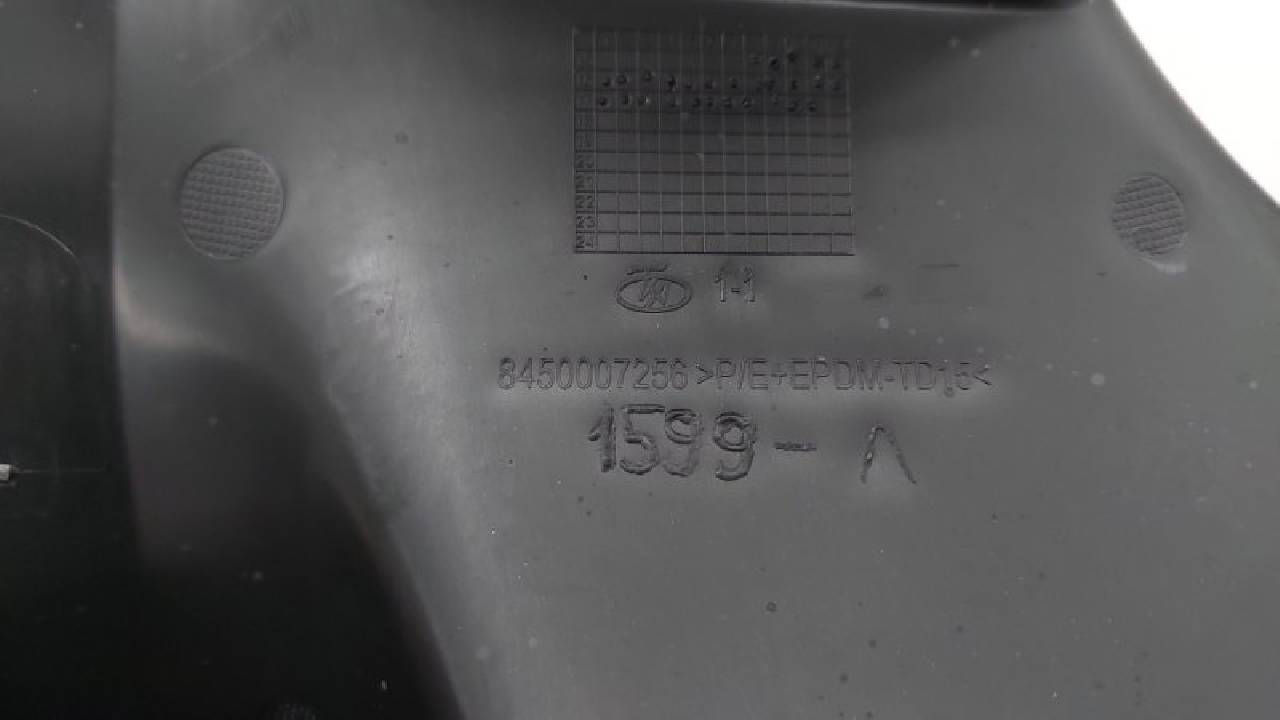 1-1
8450007256 >P/E+EPDM-TD15<
1599 - Л